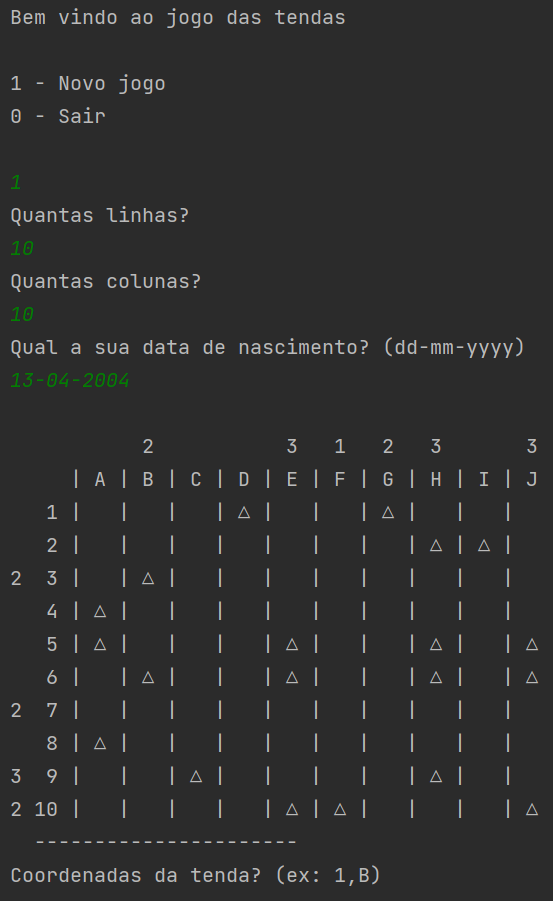 Bem vindo ao jogo das tendas
1 - Novo jogo
0 - Sair
1
Quantas linhas?
10
Quantas colunas?
10
Qual a sua data de nascimento? (dd-mm-yyyy)
13-04-2004
           2           3   1   2   3       3
     | A | B | C | D | E | F | G | H | I | J
   1 |   |   |   | △ |   |   | △ |   |   |
   2 |   |   |   |   |   |   |   | △ | △ |
2  3 |   | △ |   |   |   |   |   |   |   |
   4 | △ |   |   |   |   |   |   |   |   |
   5 | △ |   |   |   | △ |   |   | △ |   | △
   6 |   | △ |   |   | △ |   |   | △ |   | △
2  7 |   |   |   |   |   |   |   |   |   |
   8 | △ |   |   |   |   |   |   |   |   |
3  9 |   |   | △ |   |   |   |   | △ |   |
2 10 |   |   |   |   | △ | △ |   |   |   | △
  ----------------------
Coordenadas da tenda? (ex: 1,B)